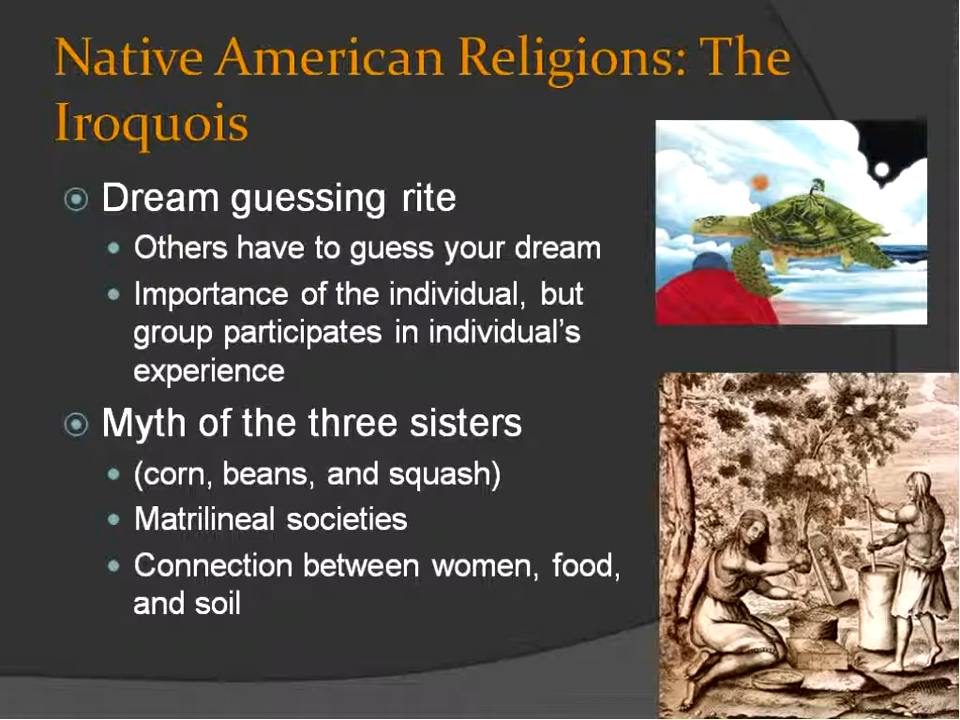 Native American Religions: The
Iroquois
Dream guessing rite
Others have to guess your dream
Importance of the individual, but
group participates in individual's
experience
Myth of the three sisters
(corn, beans, and squash)
Matrilineal societies
Connection between women, food,
and soil